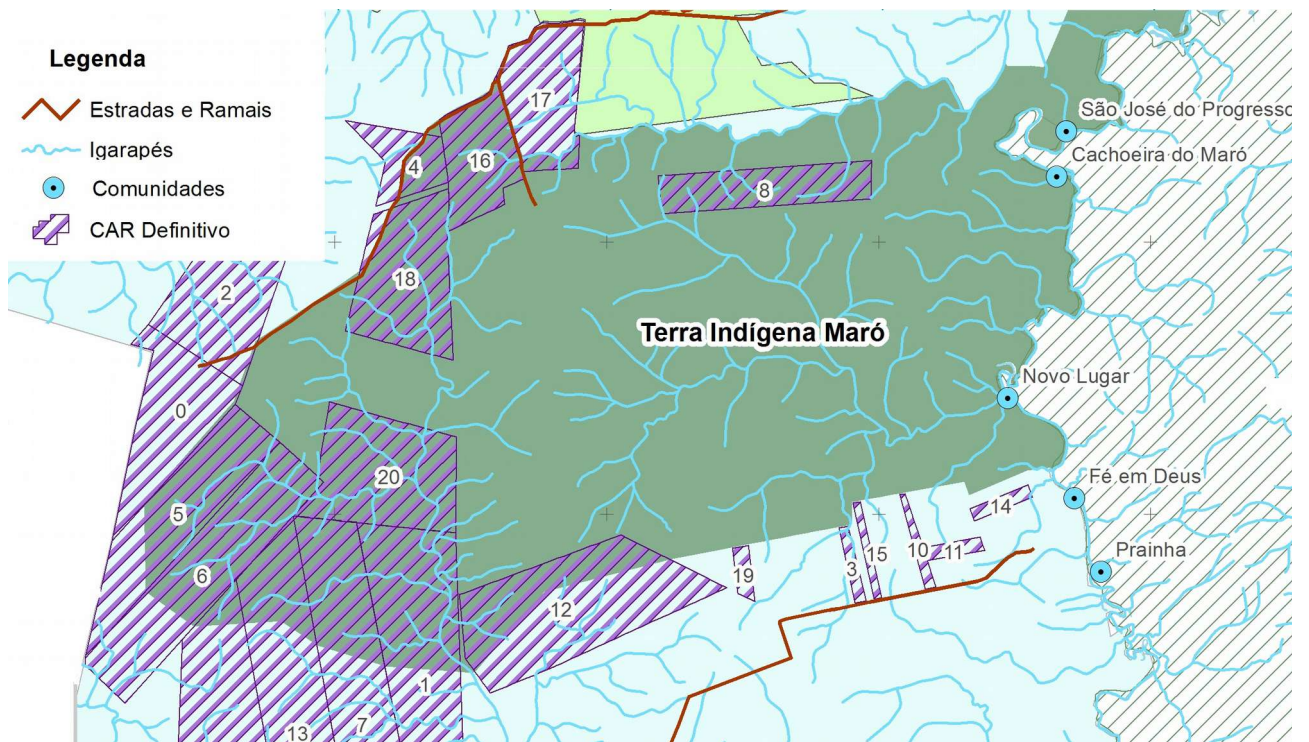 Legenda
Estradas e Ramais
Igarapés
Comunidades
CAR Definitivo
17
São José do Progresso
4
16
Cachoeira do Maró
8
18
2
Terra Indígena Maró
Novo Lugar
0
20
Fé em Deus
14
5
10
11
15
3
Prainha
6
19
12
1
7
13